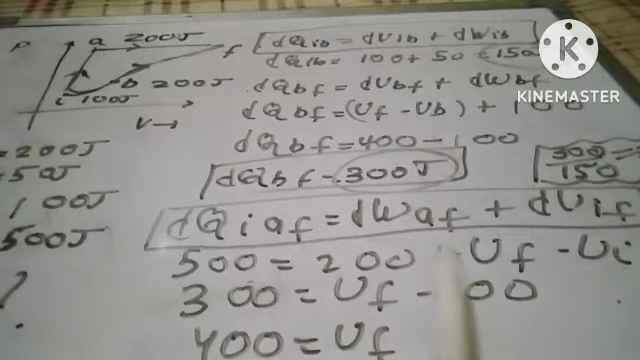 P a 200J f
b 200J
i 100J
V→
=200J
50J
100J
500J
?
dQib = dUib + dWib
dQib = 100 + 50 = 150
dQbf = dUbf + dWbf
dQbf = (Uf - Ub) + 100
dQbf = 400 - 100
dQbf - 300J
300
150
dQiaf = dWaf + dUif
500 = 200 Uf - Ui
300 = Uf - 00
400 = Uf
KINEMASTER